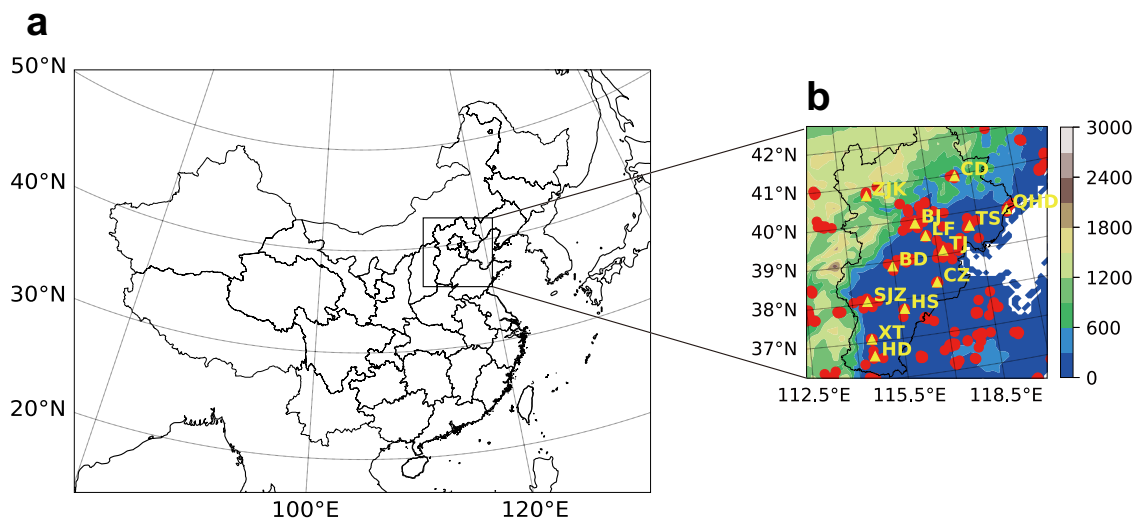 a
50°N
40°N
30°N
20°N
100°E
120°E
b
42°N
41°N
40°N
39°N
38°N
37°N
112.5°E
115.5°E
118.5°E
ZJK
CD
QHD
BJ
TS
LF
TJ
BD
CZ
SJZ
HS
XT
HD
3000
2400
1800
1200
600
0